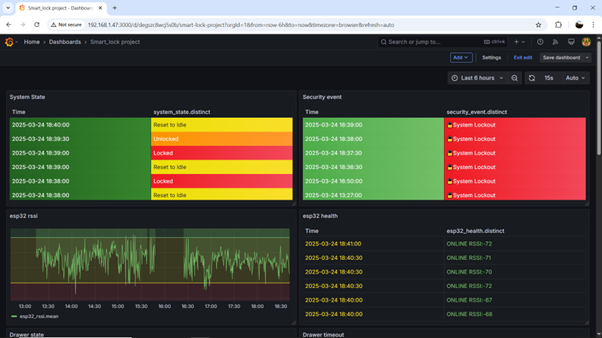 Smart_lock project - Dashboard
Not secure
192.168.1.47:3000/d/degszc8wcj5s0b/smart-lock-project?orgId=1&from=now-6h&to=now&timezone=browser&refresh=auto
Home > Dashboards > Smart_lock project
Search or jump to...
ctrl+k
Add
Settings
Exit edit
Save dashboard
Last 6 hours
15s
Auto
System State
Time system_state.distinct
2025-03-24 18:40:00 Reset to Idle
2025-03-24 18:39:30 Unlocked
2025-03-24 18:39:00 Locked
2025-03-24 18:39:00 Reset to Idle
2025-03-24 18:38:00 Locked
2025-03-24 18:38:00 Reset to Idle
Security event
Time security_event.distinct
2025-03-24 18:39:00 System Lockout
2025-03-24 18:38:00 System Lockout
2025-03-24 18:37:30 System Lockout
2025-03-24 18:36:30 System Lockout
2025-03-24 16:50:00 System Lockout
2025-03-24 13:27:00 System Lockout
esp32 rssi
13:00 13:30 14:00 14:30 15:00 15:30 16:00 16:30 17:00 17:30 18:00 18:30
esp32_rssi.mean
esp32 health
Time esp32_health.distinct
2025-03-24 18:41:00 ONLINE RSSI:-72
2025-03-24 18:40:30 ONLINE RSSI:-71
2025-03-24 18:40:30 ONLINE RSSI:-70
2025-03-24 18:40:30 ONLINE RSSI:-72
2025-03-24 18:40:00 ONLINE RSSI:-67
2025-03-24 18:40:00 ONLINE RSSI:-68
Drawer state
Drawer timeout